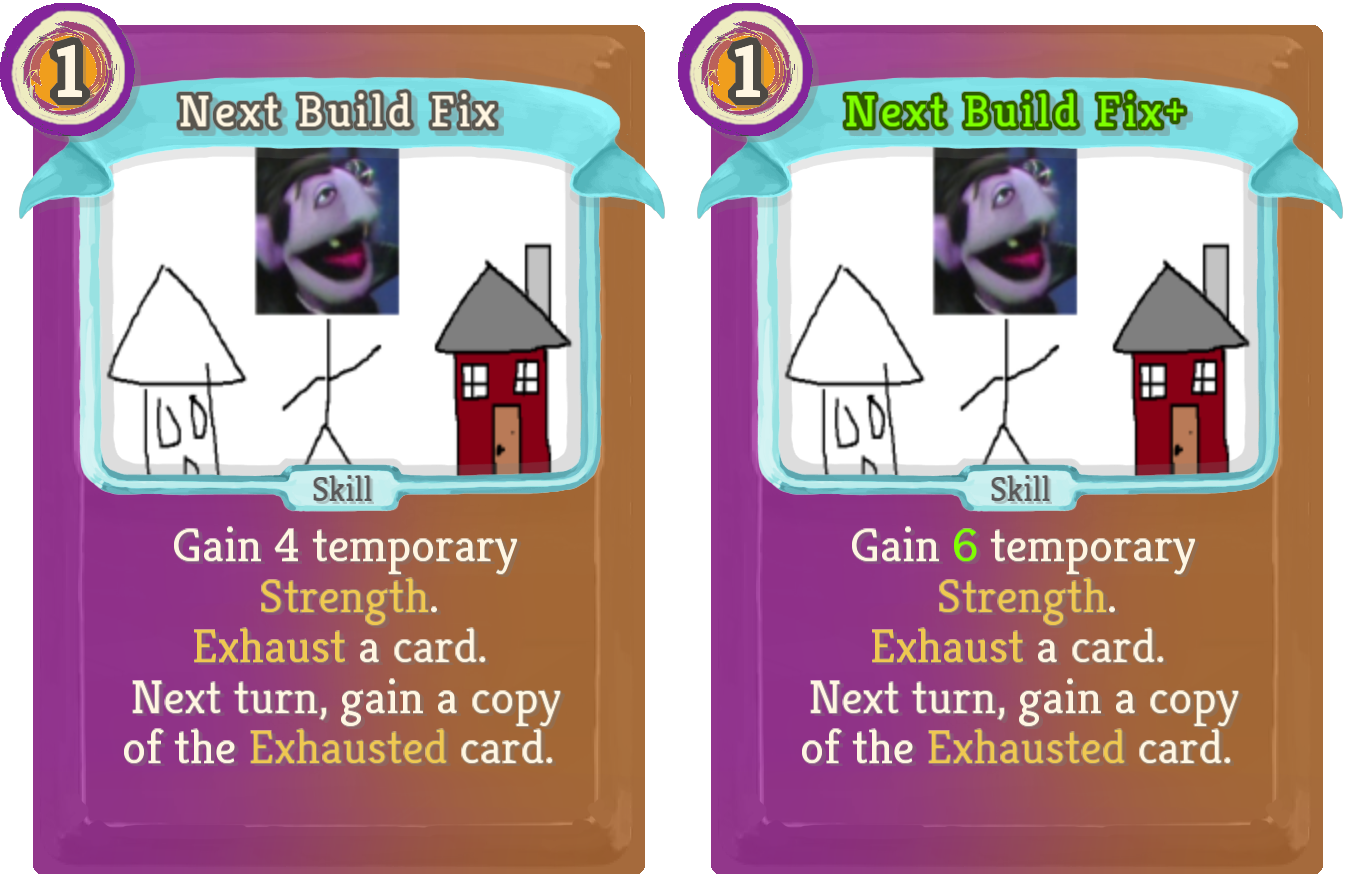 1
Next Build Fix
Skill
Gain 4 temporary
Strength.
Exhaust a card.
Next turn, gain a copy
of the Exhausted card.
1
Next Build Fix+
Skill
Gain 6 temporary
Strength.
Exhaust a card.
Next turn, gain a copy
of the Exhausted card.